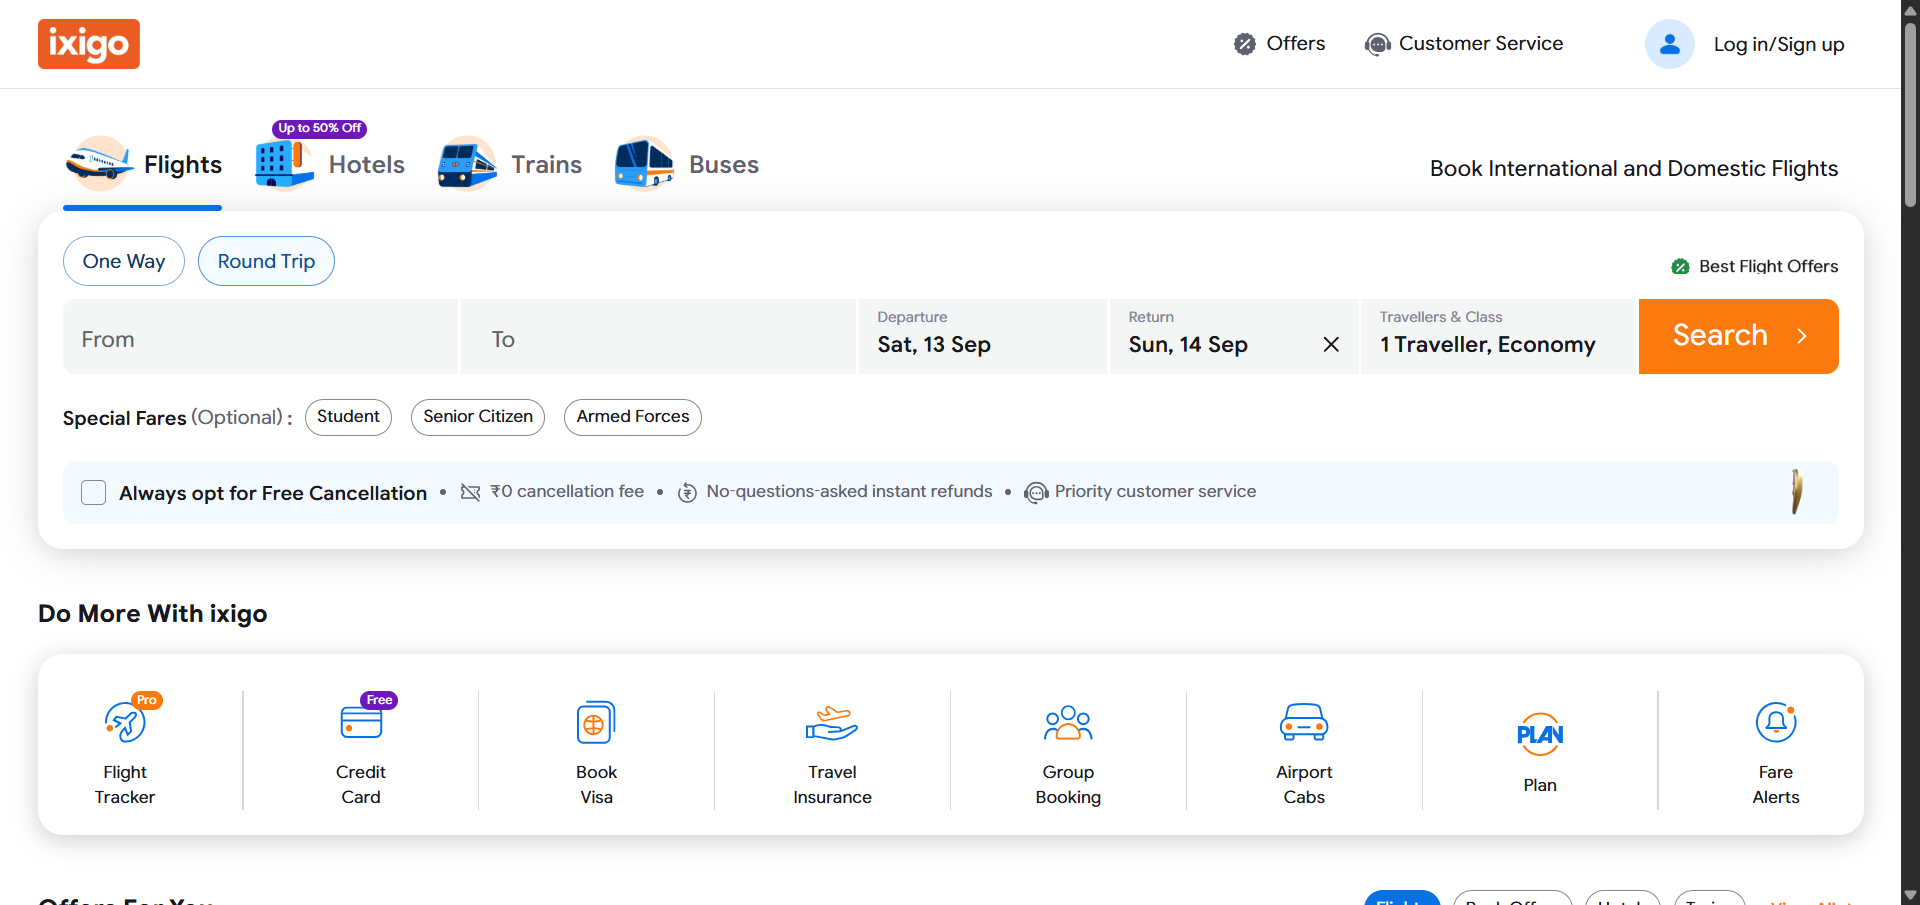 ixigo
Offers
Customer Service
Log in/Sign up
Up to 50% Off
Flights
Hotels
Trains
Buses
Book International and Domestic Flights
One Way
Round Trip
Best Flight Offers
From
To
Departure
Sat, 13 Sep
Return
Sun, 14 Sep
Travellers & Class
1 Traveller, Economy
Search
Special Fares (Optional) :
Student
Senior Citizen
Armed Forces
Always opt for Free Cancellation • ₹0 cancellation fee • No-questions-asked instant refunds • Priority customer service
Do More With ixigo
Pro
Flight
Tracker
Free
Credit
Card
Book
Visa
Travel
Insurance
Group
Booking
Airport
Cabs
PLAN
Plan
Fare
Alerts
Offers For You